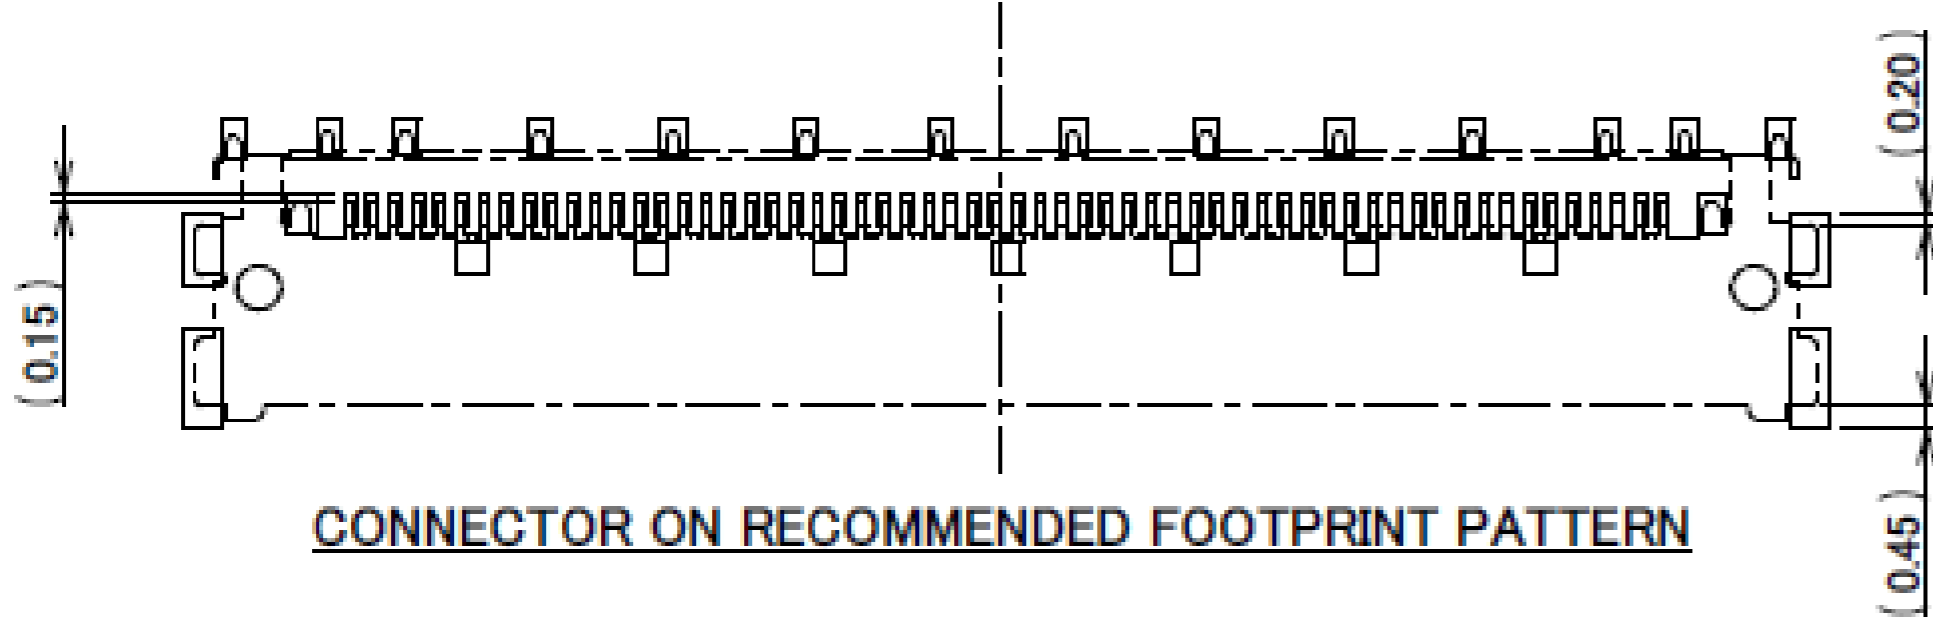 ( 0.20 )
( 0.15 )
( 0.45 )
CONNECTOR ON RECOMMENDED FOOTPRINT PATTERN